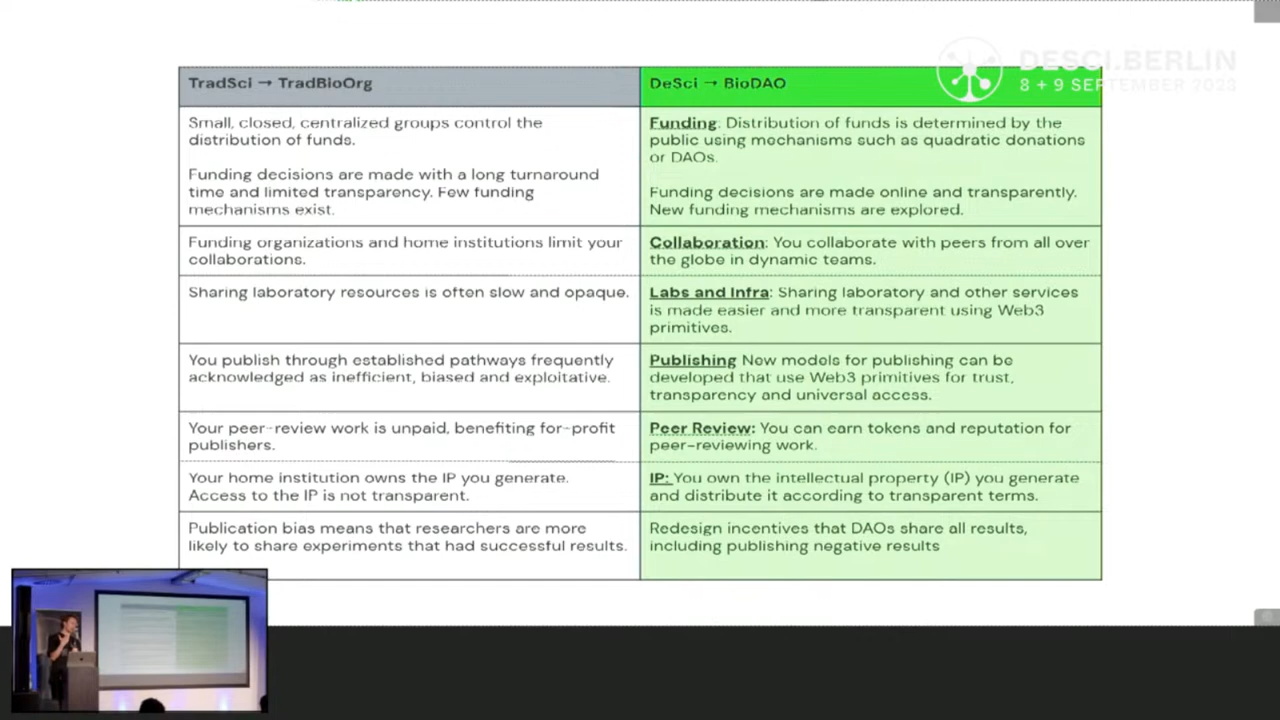 DESCI.BERLIN
8 + 9 SEPTEMBER 2023
TradSci → TradBioOrg
DeSci → BioDAO
Small, closed, centralized groups control the
distribution of funds.
Funding decisions are made with a long turnaround
time and limited transparency. Few funding
mechanisms exist.
Funding: Distribution of funds is determined by the
public using mechanisms such as quadratic donations
or DAOs.
Funding decisions are made online and transparently.
New funding mechanisms are explored.
Funding organizations and home institutions limit your
collaborations.
Collaboration: You collaborate with peers from all over
the globe in dynamic teams.
Sharing laboratory resources is often slow and opaque.
Labs and Infra: Sharing laboratory and other services
is made easier and more transparent using Web3
primitives.
You publish through established pathways frequently
acknowledged as inefficient, biased and exploitative.
Publishing New models for publishing can be
developed that use Web3 primitives for trust,
transparency and universal access.
Your peer-review work is unpaid, benefiting for-profit
publishers.
Peer Review: You can earn tokens and reputation for
peer-reviewing work.
Your home institution owns the IP you generate.
Access to the IP is not transparent.
IP: You own the intellectual property (IP) you generate
and distribute it according to transparent terms.
Publication bias means that researchers are more
likely to share experiments that had successful results.
Redesign incentives that DAOs share all results,
including publishing negative results